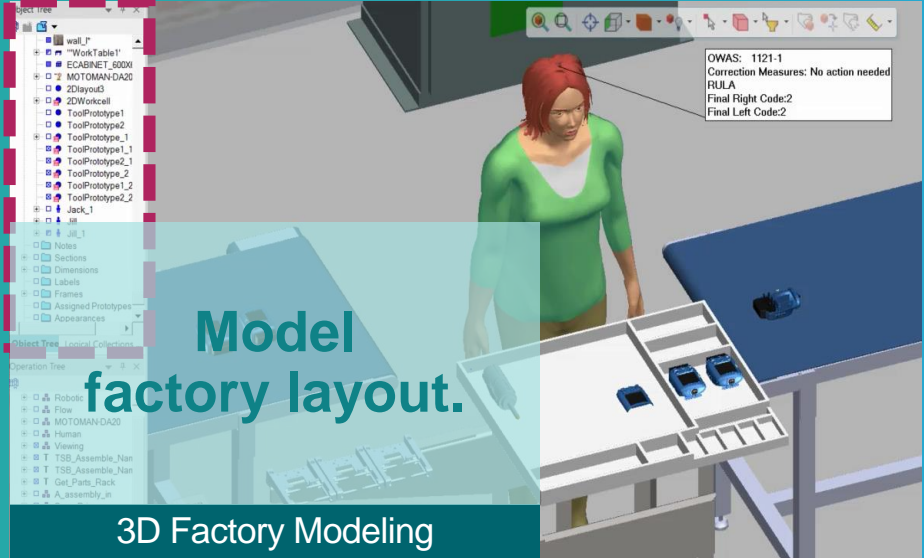 Object Tree
wall_l*
""WorkTable1'
ECABINET_600X
MOTOMAN-DA20
2Dlayout3
2DWorkcell
ToolPrototype1
ToolPrototype2
ToolPrototype_1
ToolPrototype1_1
ToolPrototype2_1
ToolPrototype_2
ToolPrototype1_2
ToolPrototype2_2
Jack_1
Jill
Jill_1
Notes
Sections
Dimensions
Labels
Frames
Assigned Prototypes
Appearances
Object Tree Logical Collections
Operation Tree
Robotic
Flow
MOTOMAN-DA20
Human
Viewing
TSB_Assemble_Nan
TSB_Assemble_Nan
Get_Parts_Rack
A_assembly_in
OWAS: 1121-1
Correction Measures: No action needed
RULA
Final Right Code:2
Final Left Code:2
Model
factory layout.
3D Factory Modeling